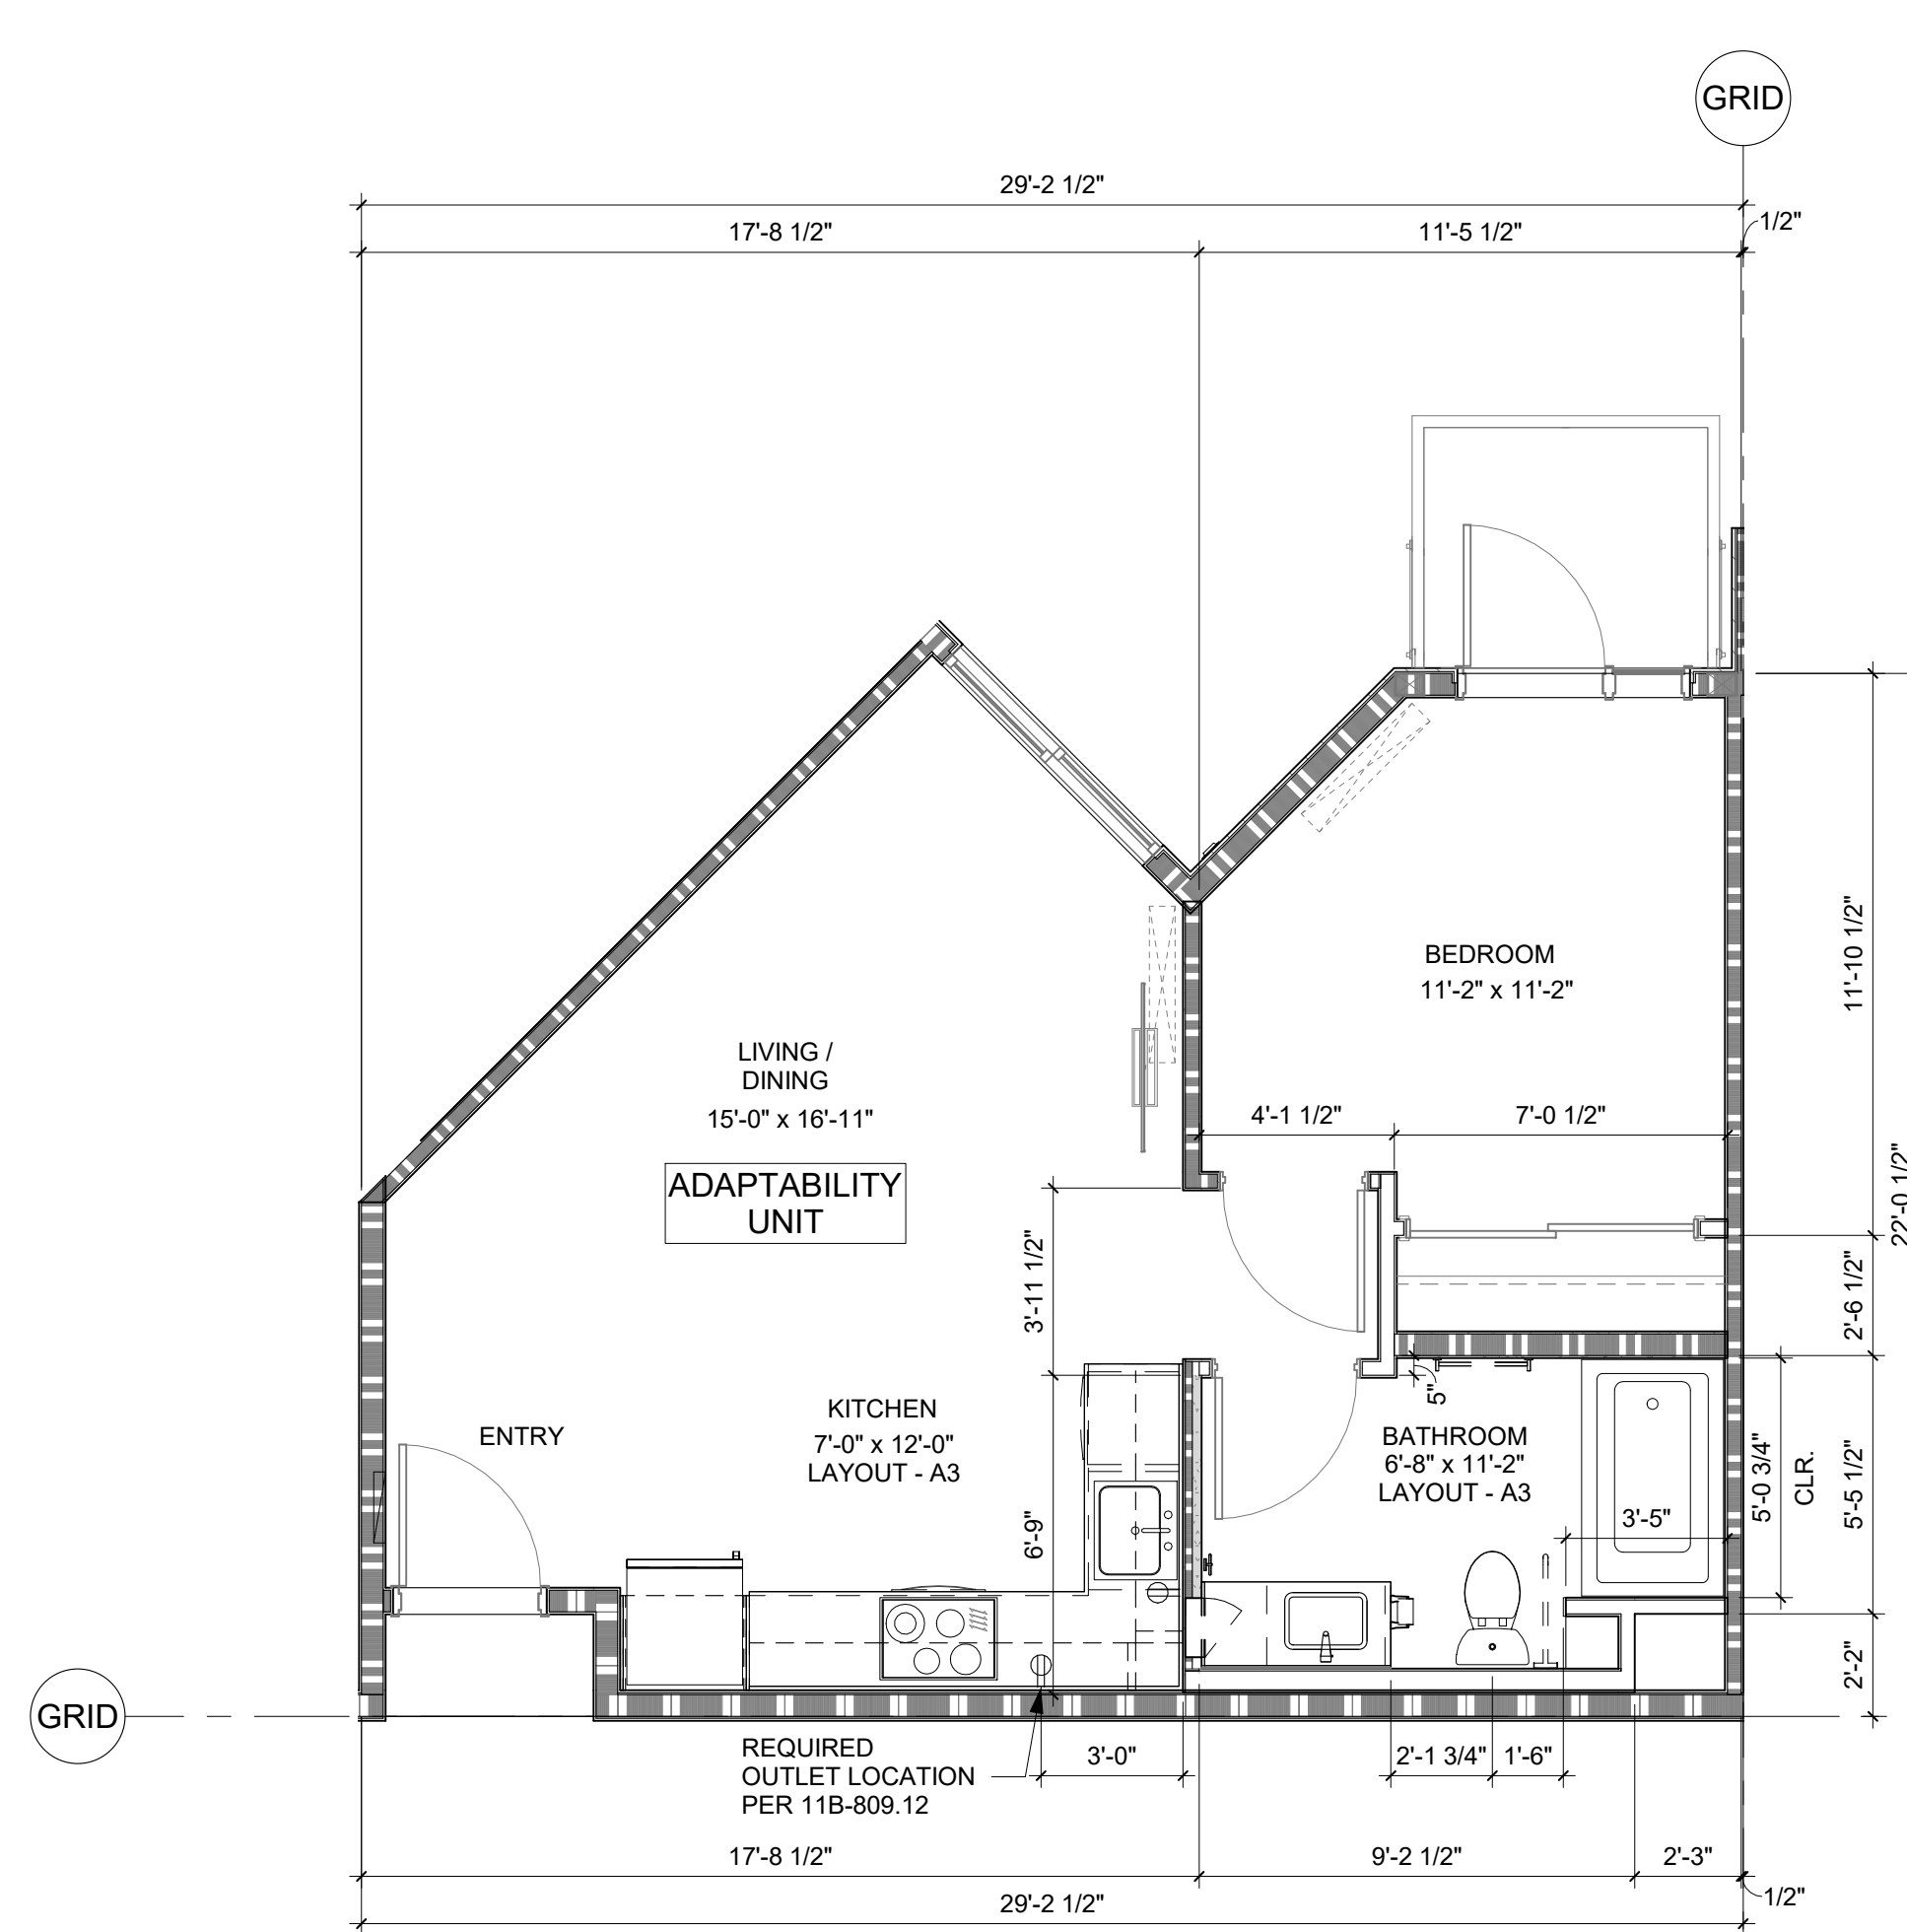 GRID
29'-2 1/2"
17'-8 1/2"
11'-5 1/2"
1/2"
BEDROOM
11'-2" x 11'-2"
11'-10 1/2"
LIVING /
DINING
15'-0" x 16'-11"
4'-1 1/2"
7'-0 1/2"
ADAPTABILITY
UNIT
22'-0 1/2"
3'-11 1/2"
2'-6 1/2"
5"
ENTRY
KITCHEN
7'-0" x 12'-0"
LAYOUT - A3
BATHROOM
6'-8" x 11'-2"
LAYOUT - A3
5'-0 3/4"
CLR.
5'-5 1/2"
3'-5"
6'-9"
2'-2"
GRID
REQUIRED
OUTLET LOCATION
PER 11B-809.12
3'-0"
2'-1 3/4"
1'-6"
17'-8 1/2"
9'-2 1/2"
2'-3"
1/2"
29'-2 1/2"